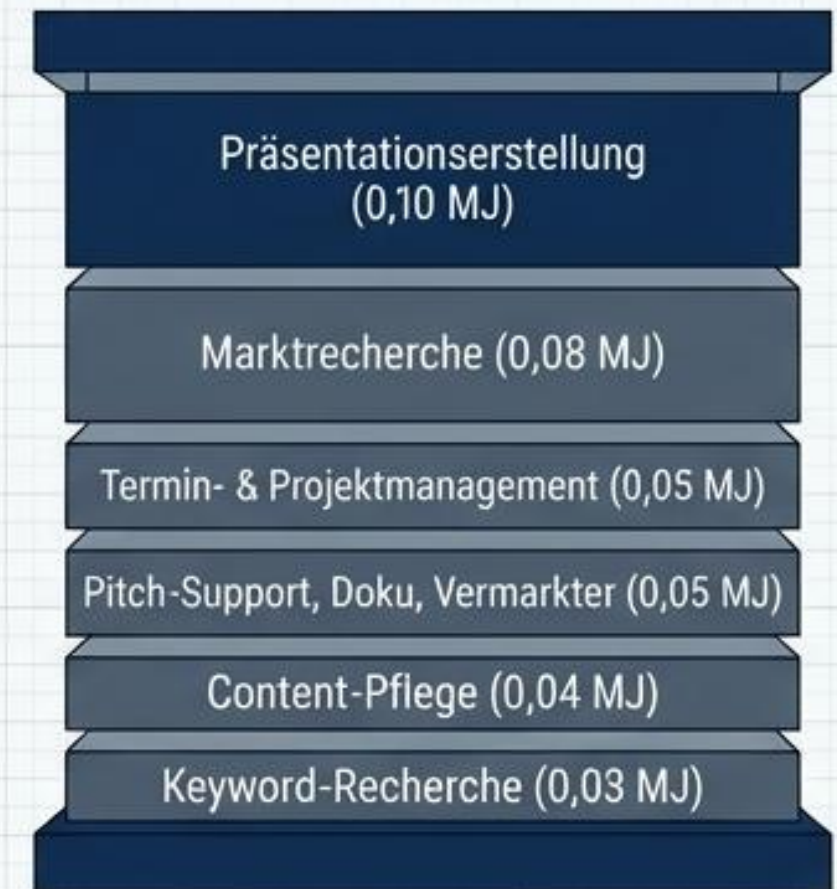 Präsentationserstellung
(0,10 MJ)
Marktrecherche (0,08 MJ)
Termin- & Projektmanagement (0,05 MJ)
Pitch-Support, Doku, Vermarkter (0,05 MJ)
Content-Pflege (0,04 MJ)
Keyword-Recherche (0,03 MJ)